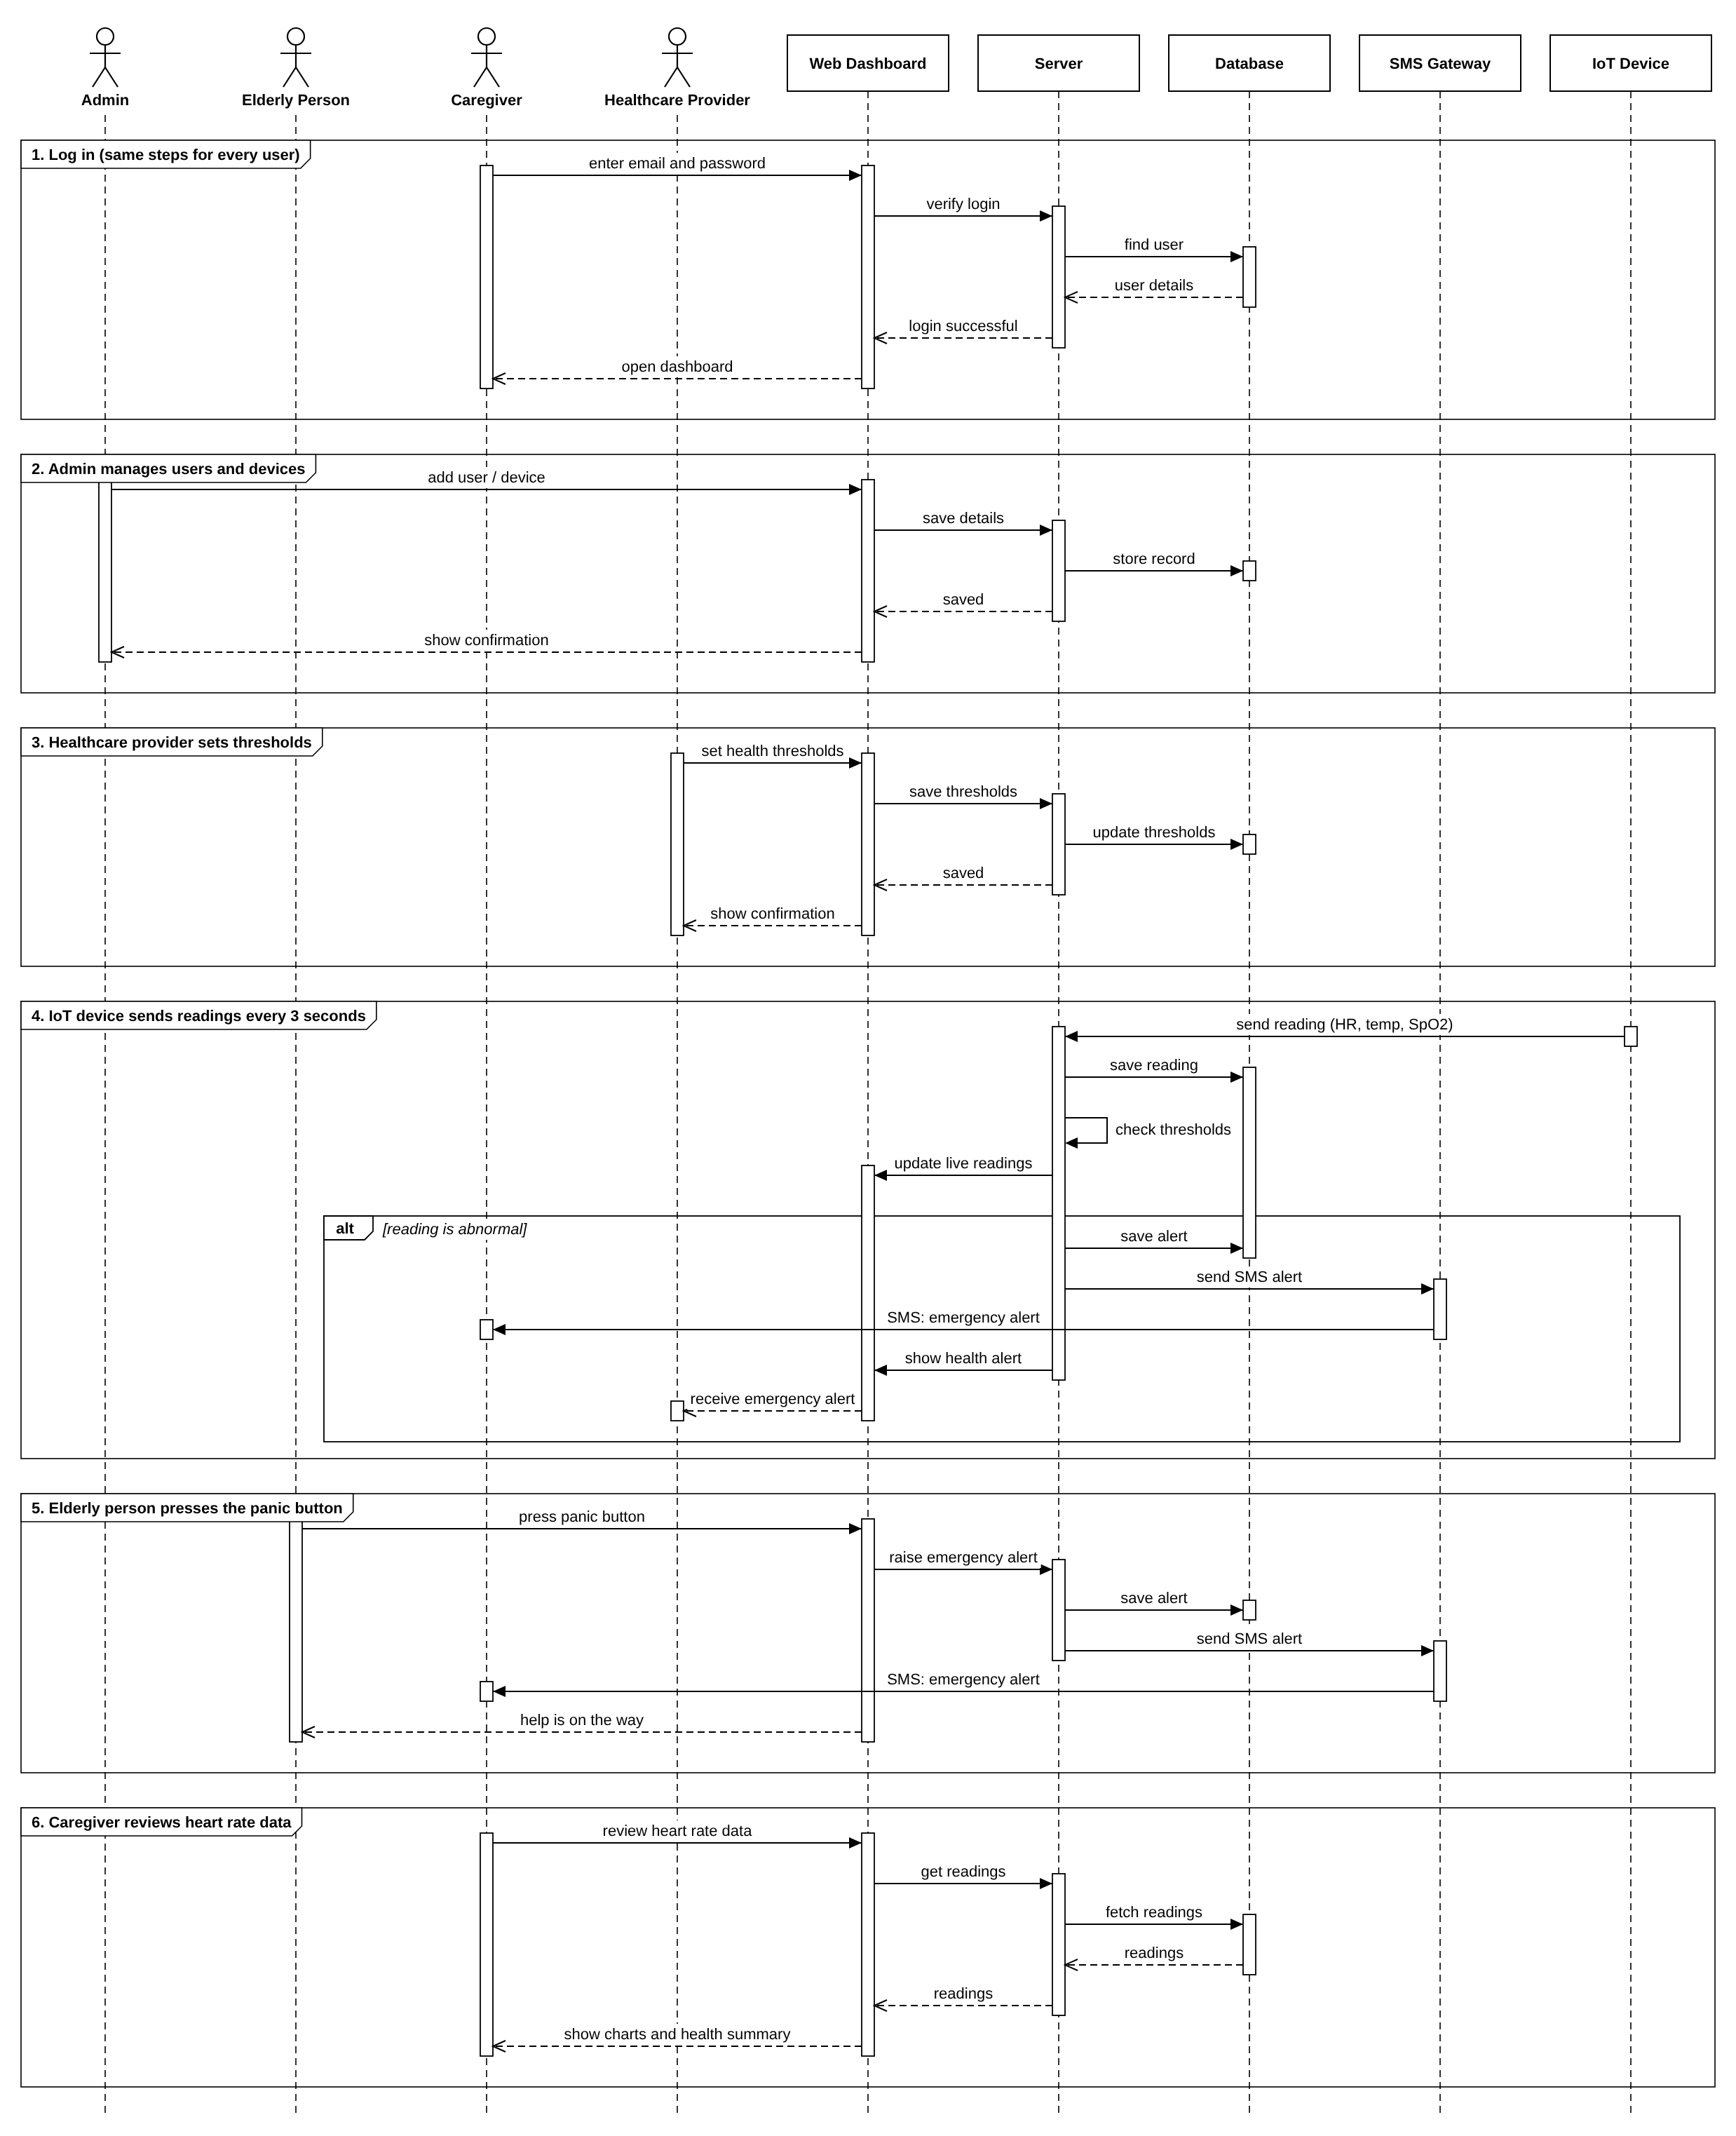 Admin
Elderly Person
Caregiver
Healthcare Provider
Web Dashboard
Server
Database
SMS Gateway
IoT Device
1. Log in (same steps for every user)
enter email and password
verify login
find user
user details
login successful
open dashboard
2. Admin manages users and devices
add user / device
save details
store record
saved
show confirmation
3. Healthcare provider sets thresholds
set health thresholds
save thresholds
update thresholds
saved
show confirmation
4. IoT device sends readings every 3 seconds
send reading (HR, temp, SpO2)
save reading
check thresholds
update live readings
alt [reading is abnormal]
save alert
send SMS alert
SMS: emergency alert
show health alert
receive emergency alert
5. Elderly person presses the panic button
press panic button
raise emergency alert
save alert
send SMS alert
SMS: emergency alert
help is on the way
6. Caregiver reviews heart rate data
review heart rate data
get readings
fetch readings
readings
readings
show charts and health summary